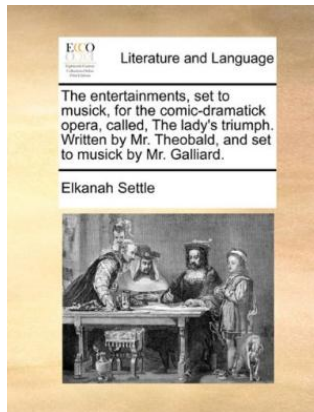 ECCO
Literature and Language
The entertainments, set to
musick, for the comic-dramatick
opera, called, The lady's triumph.
Written by Mr. Theobald, and set
to musick by Mr. Galliard.
Elkanah Settle